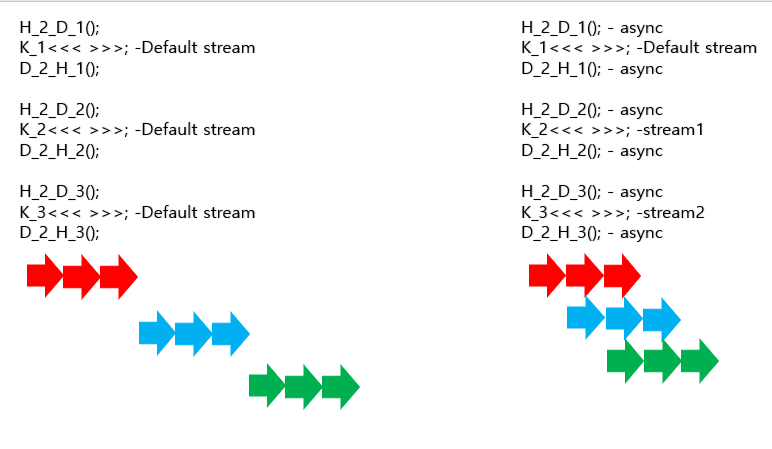 H_2_D_1();
K_1<<< >>>; -Default stream
D_2_H_1();
H_2_D_2();
K_2<<< >>>; -Default stream
D_2_H_2();
H_2_D_3();
K_3<<< >>>; -Default stream
D_2_H_3();
H_2_D_1(); - async
K_1<<< >>>; -Default stream
D_2_H_1(); - async
H_2_D_2(); - async
K_2<<< >>>; -stream1
D_2_H_2(); - async
H_2_D_3(); - async
K_3<<< >>>; -stream2
D_2_H_3(); - async